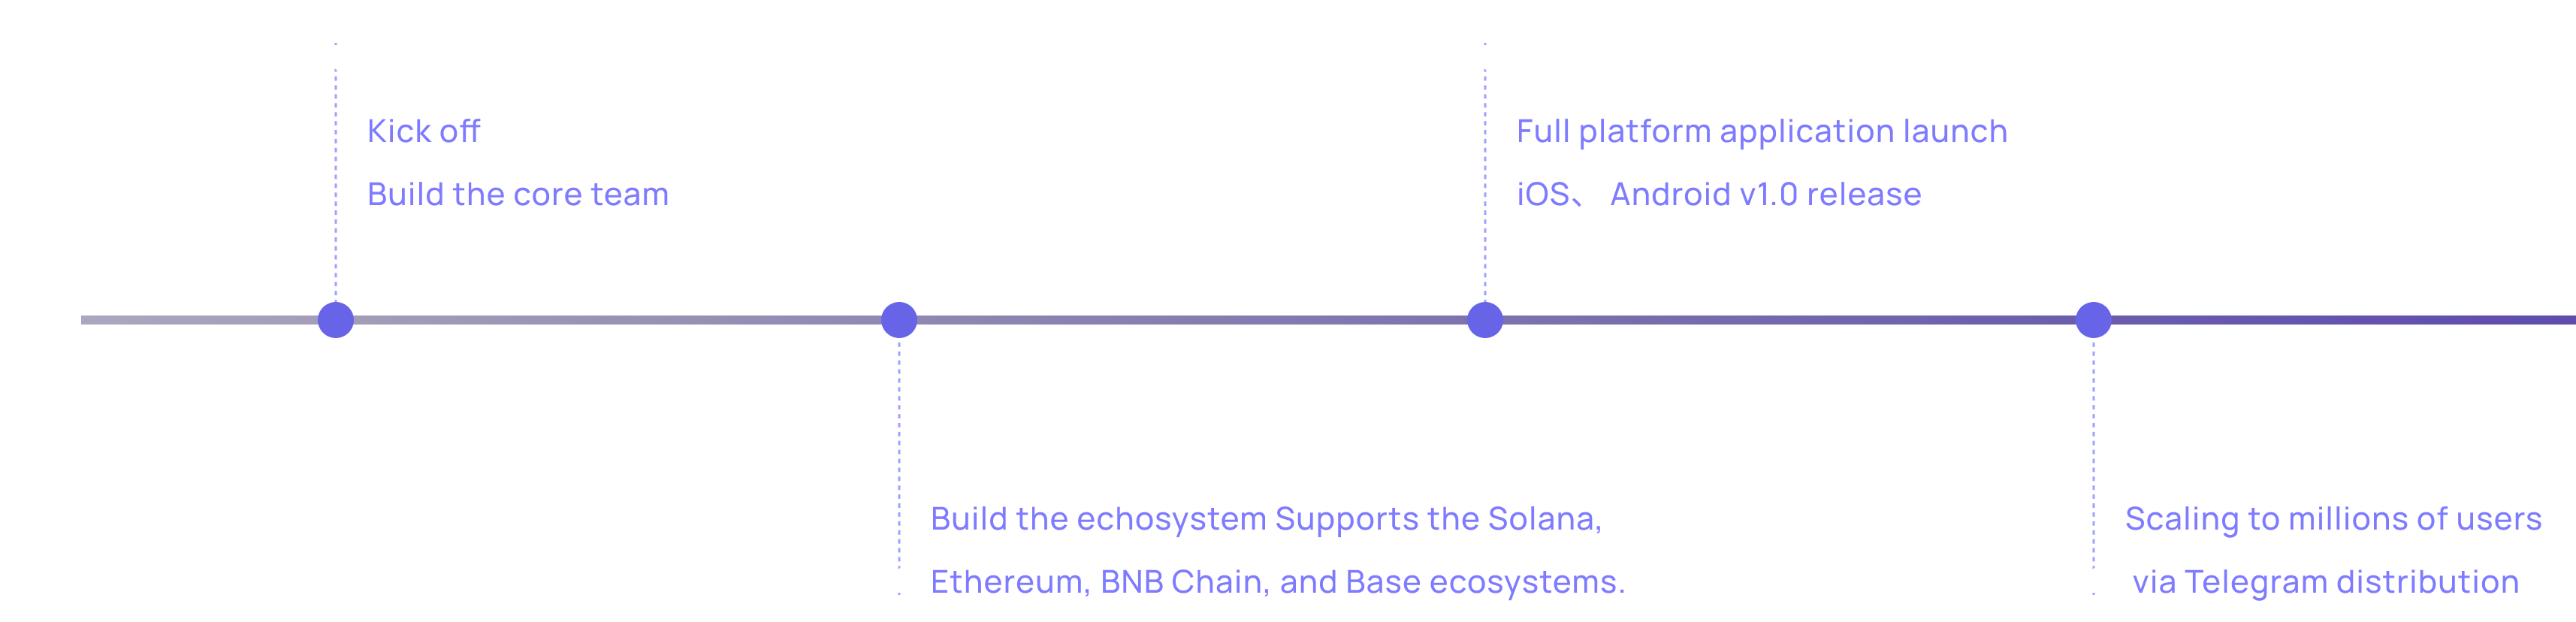 Kick off
Build the core team
Build the echosystem Supports the Solana,
Ethereum, BNB Chain, and Base ecosystems.
Full platform application launch
iOS、 Android v1.0 release
Scaling to millions of users
via Telegram distribution